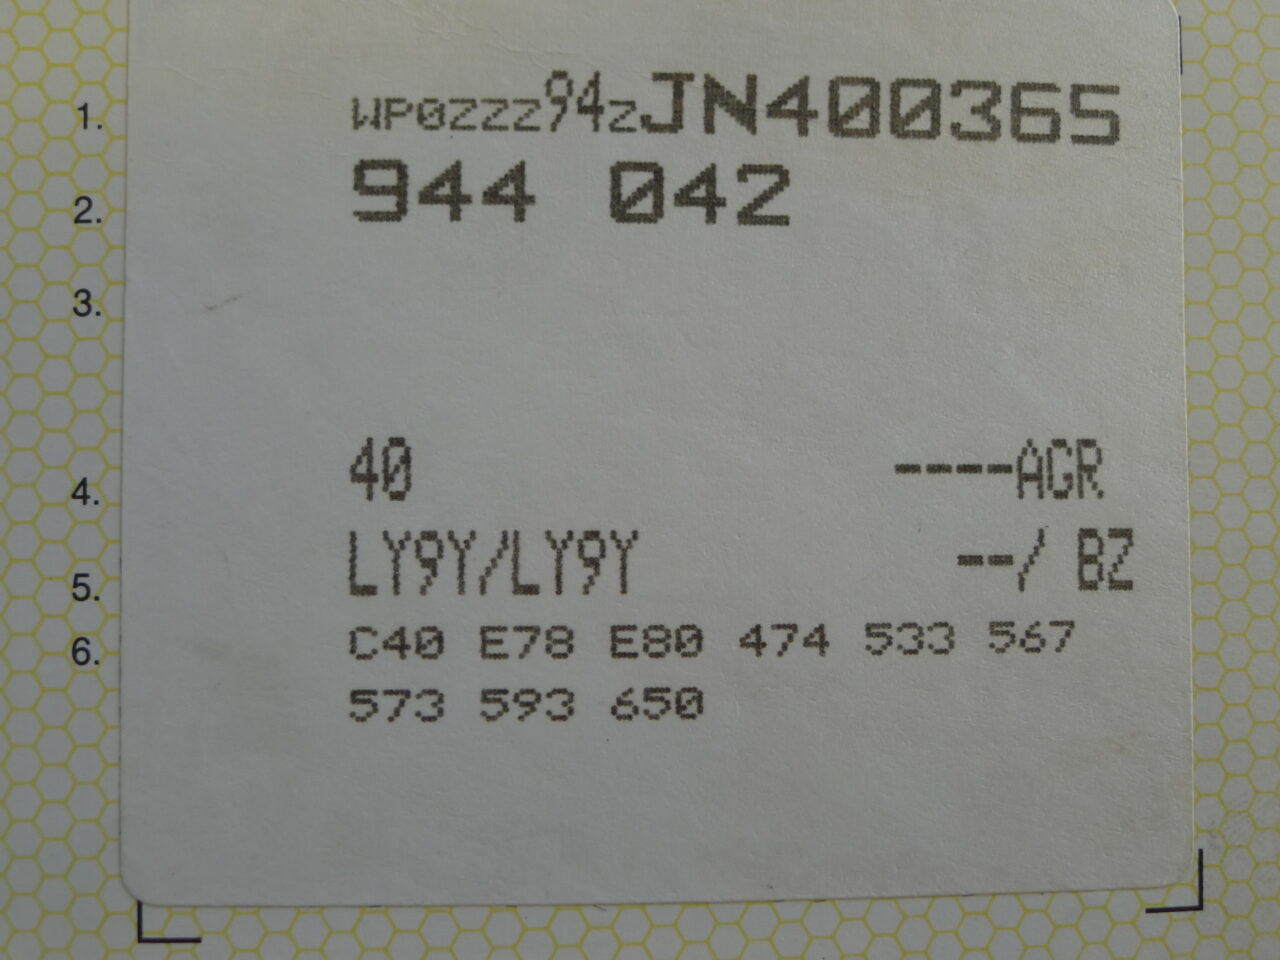 1. WP0ZZZ94ZJN400365
2. 944 042
3.
4. 40 ----AGR
5. LY9Y/LY9Y --/ BZ
6. C40 E78 E80 474 533 567
573 593 650